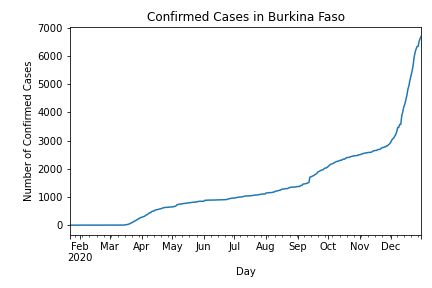 Confirmed Cases in Burkina Faso
Number of Confirmed Cases
7000
6000
5000
4000
3000
2000
1000
0
Feb Mar Apr May Jun Jul Aug Sep Oct Nov Dec
2020
Day